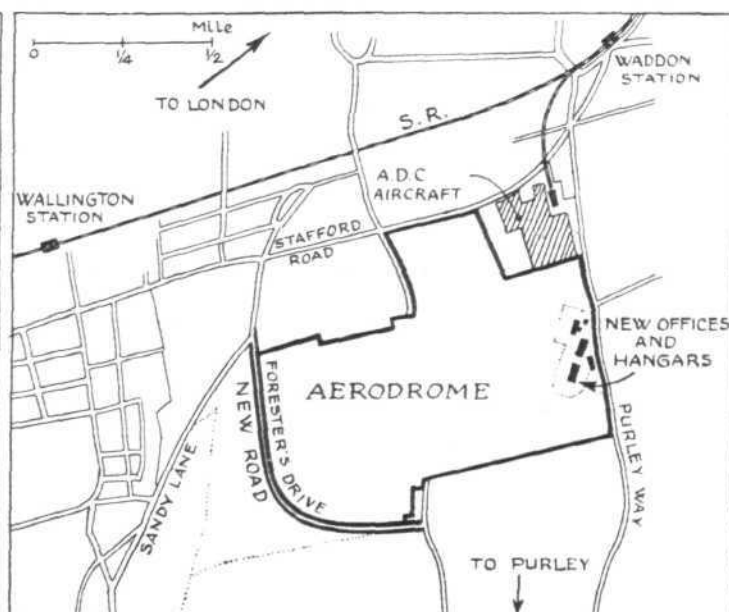 MILE
0 1/4 1/2
TO LONDON
WADDON
STATION
S.R.
A.D.C
AIRCRAFT
WALLINGTON
STATION
STAFFORD
ROAD
NEW OFFICES
AND
HANGARS
AERODROME
FORESTER'S DRIVE
NEW ROAD
SANDY LANE
PURLEY WAY
TO PURLEY